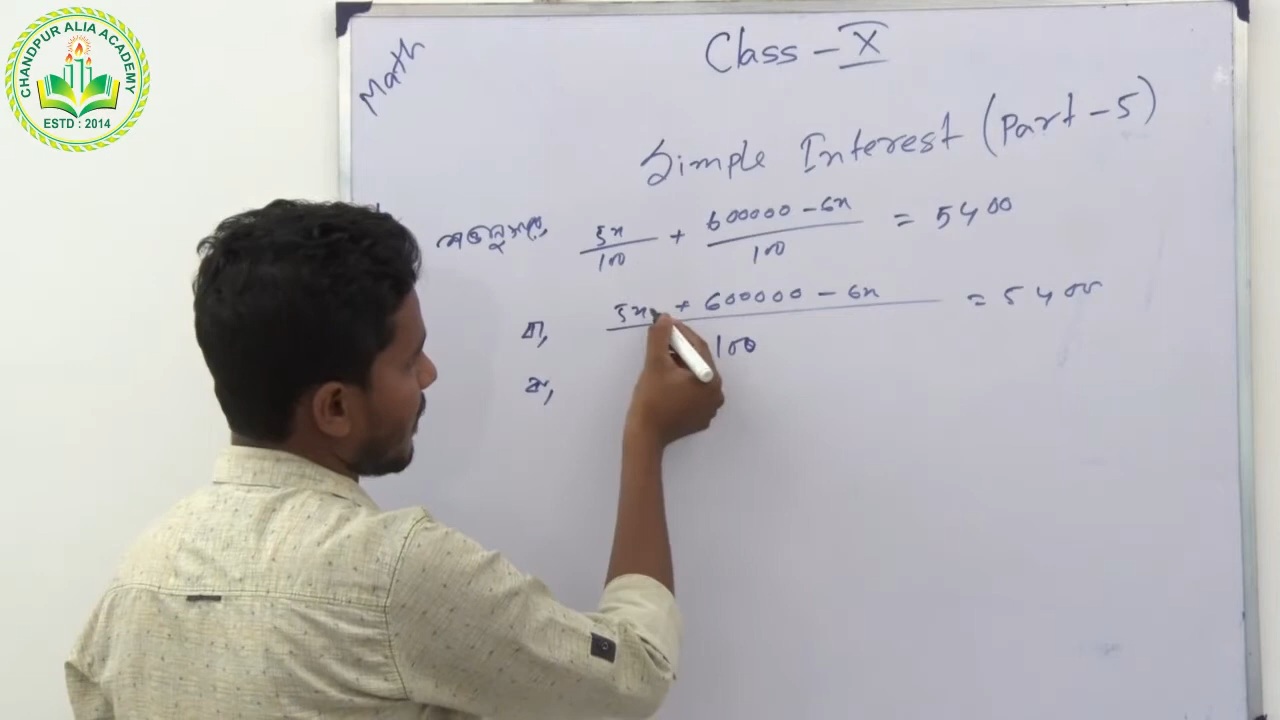 CHANDPUR ALIA ACADEMY
ESTD : 2014
Math
Class - X
Simple Interest (Part - 5)
শর্তানুসারে, 5x/100 + 600000 - 6x/100 = 5400
বা, 5x + 600000 - 6x/100 = 5400
বা,